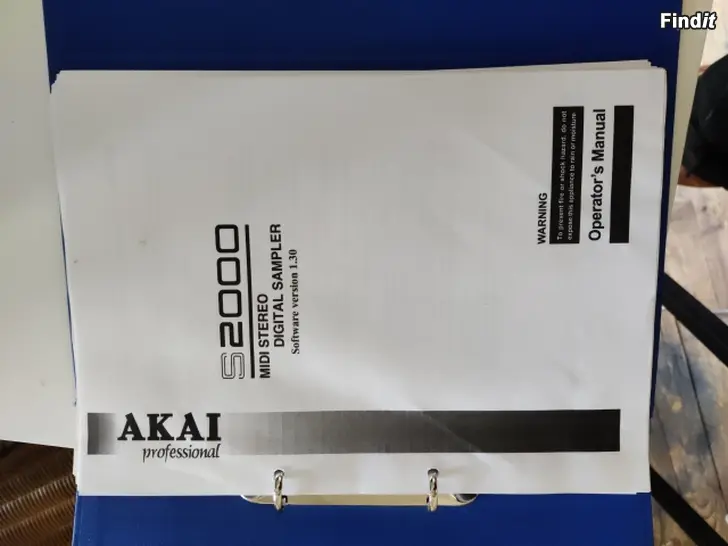 Findit
S2000
MIDI STEREO
DIGITAL SAMPLER
Software version 1.30
WARNING
To prevent fire or shock hazard, do not
expose this appliance to rain or moisture
Operator's Manual
AKAI
professional